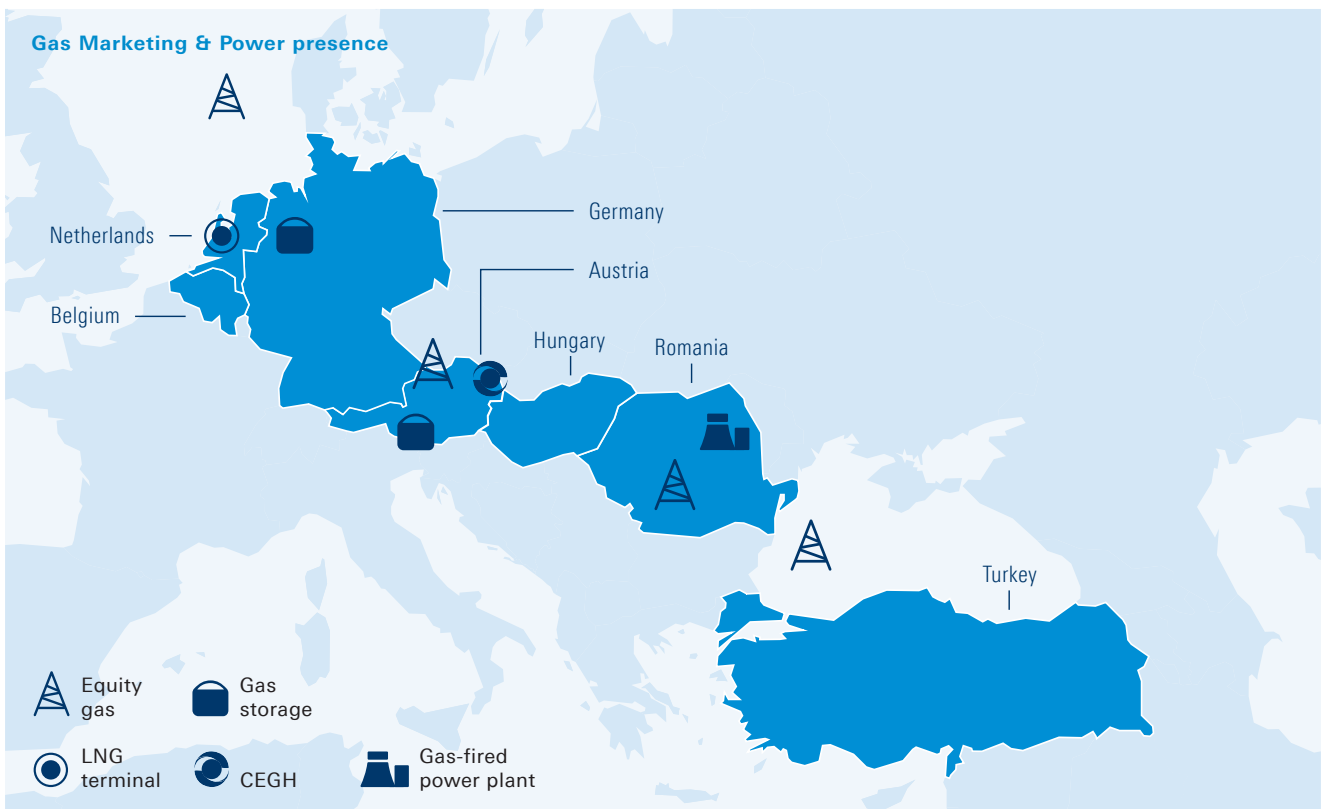 Gas Marketing & Power presence
Germany
Netherlands
Austria
Belgium
Hungary
Romania
Turkey
Equity
gas
Gas
storage
LNG
terminal
CEGH
Gas-fired
power plant